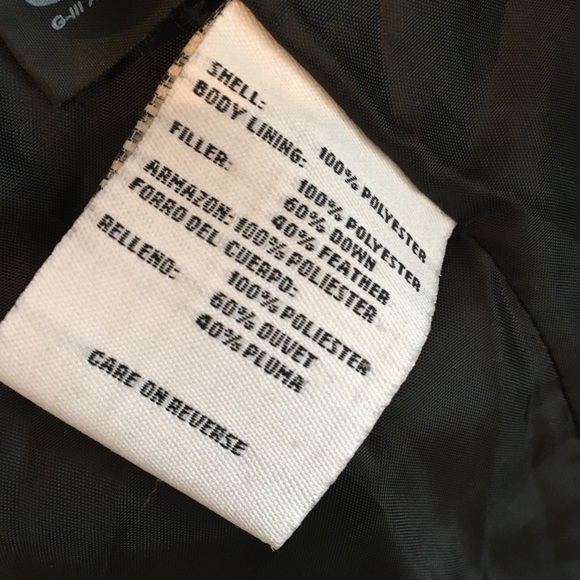 G-III
SHELL: 100% POLYESTER
BODY LINING:
100% POLYESTER
FILLER: 60% DOWN
40% FEATHER
ARMAZON: 100% POLIESTER
FORRO DEL CUERPO:
100% POLIESTER
RELLENO: 60% DUVET
40% PLUMA
CARE ON REVERSE